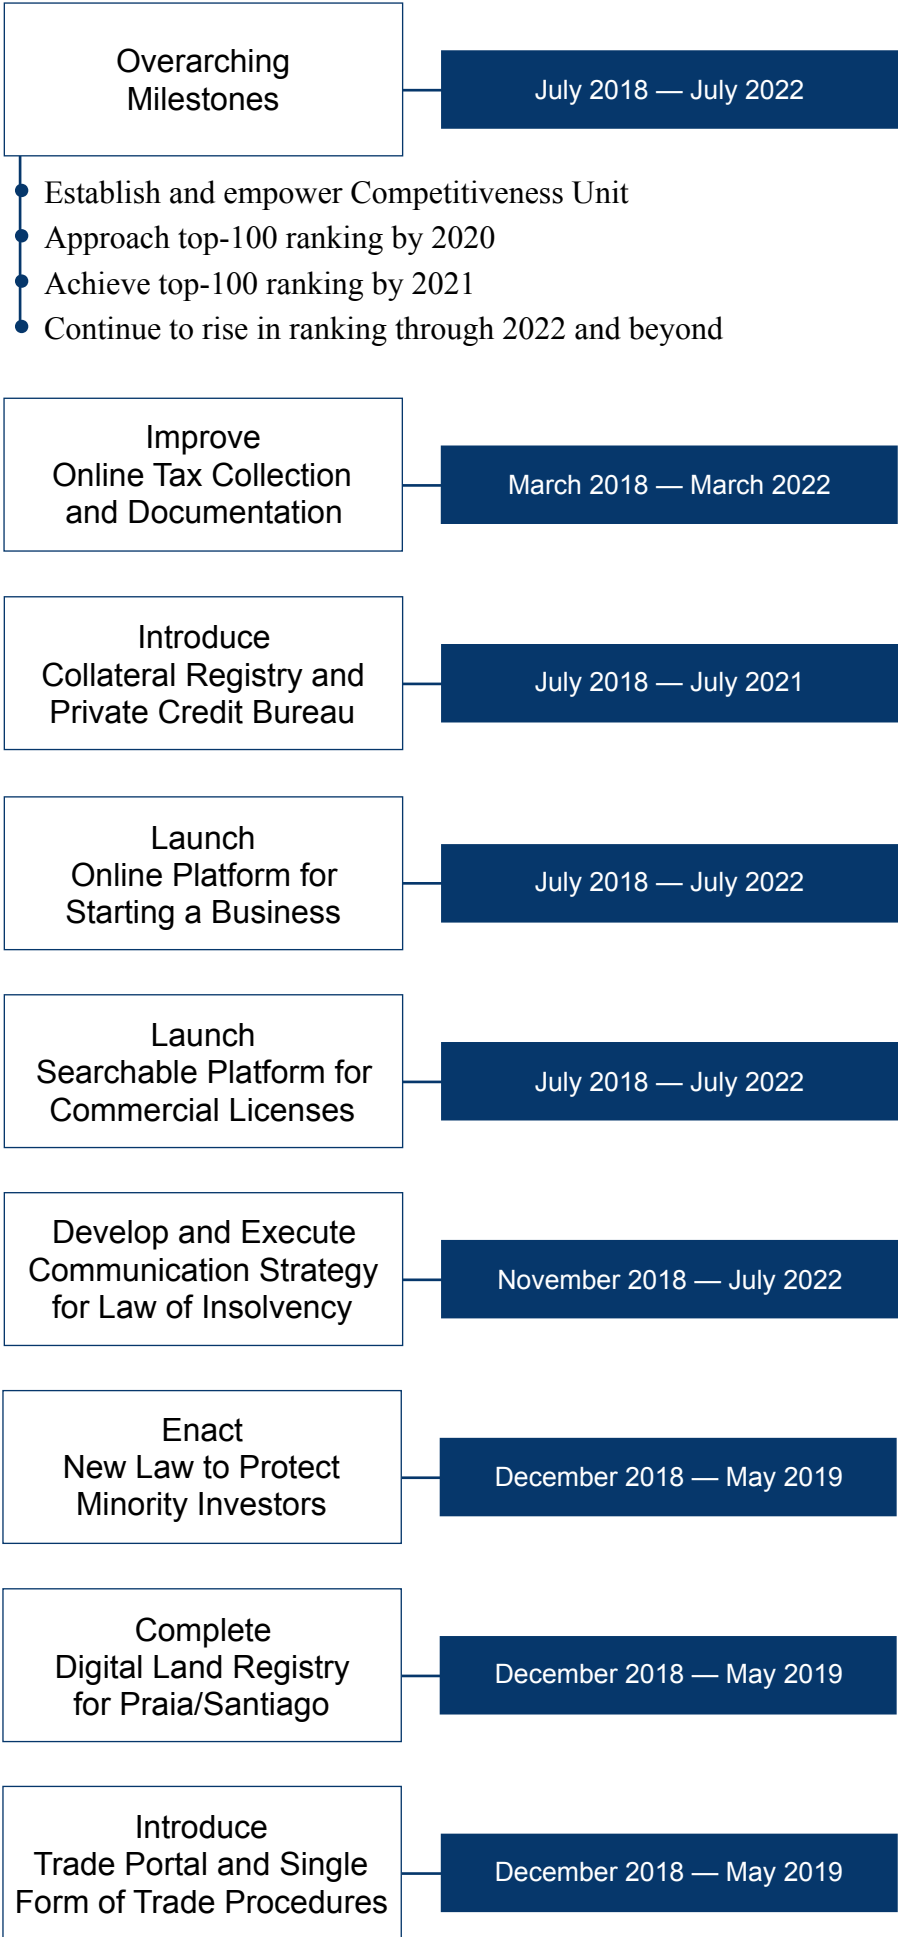 Overarching
Milestones
July 2018 — July 2022
Establish and empower Competitiveness Unit
Approach top-100 ranking by 2020
Achieve top-100 ranking by 2021
Continue to rise in ranking through 2022 and beyond
Improve
Online Tax Collection
and Documentation
March 2018 — March 2022
Introduce
Collateral Registry and
Private Credit Bureau
July 2018 — July 2021
Launch
Online Platform for
Starting a Business
July 2018 — July 2022
Launch
Searchable Platform for
Commercial Licenses
July 2018 — July 2022
Develop and Execute
Communication Strategy
for Law of Insolvency
November 2018 — July 2022
Enact
New Law to Protect
Minority Investors
December 2018 — May 2019
Complete
Digital Land Registry
for Praia/Santiago
December 2018 — May 2019
Introduce
Trade Portal and Single
Form of Trade Procedures
December 2018 — May 2019